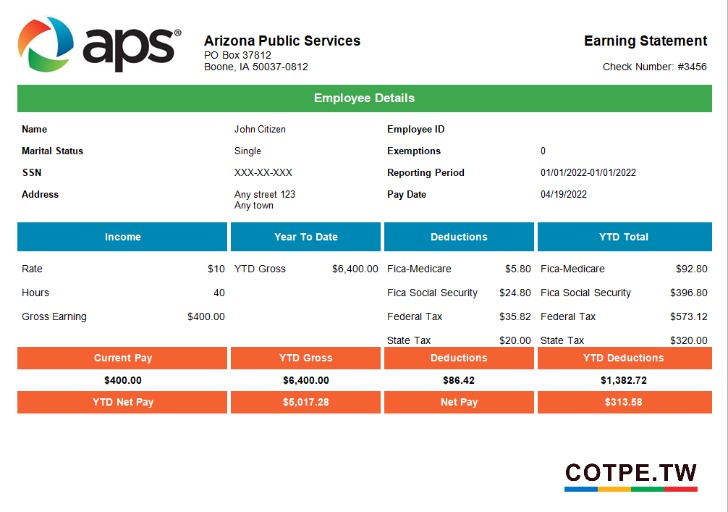 aps®
Arizona Public Services
PO Box 37812
Boone, IA 50037-0812
Earning Statement
Check Number: #3456
Employee Details
Name John Citizen Employee ID
Marital Status Single Exemptions 0
SSN XXX-XX-XXX Reporting Period 01/01/2022-01/01/2022
Address Any street 123 Pay Date 04/19/2022
Any town
Income Year To Date Deductions YTD Total
Rate $10 YTD Gross $6,400.00 Fica-Medicare $5.80 Fica-Medicare $92.80
Hours 40 Fica Social Security $24.80 Fica Social Security $396.80
Gross Earning $400.00 Federal Tax $35.82 Federal Tax $573.12
State Tax $20.00 State Tax $320.00
Current Pay YTD Gross Deductions YTD Deductions
$400.00 $6,400.00 $86.42 $1,382.72
YTD Net Pay $5,017.28 Net Pay $313.58
COTPE.TW